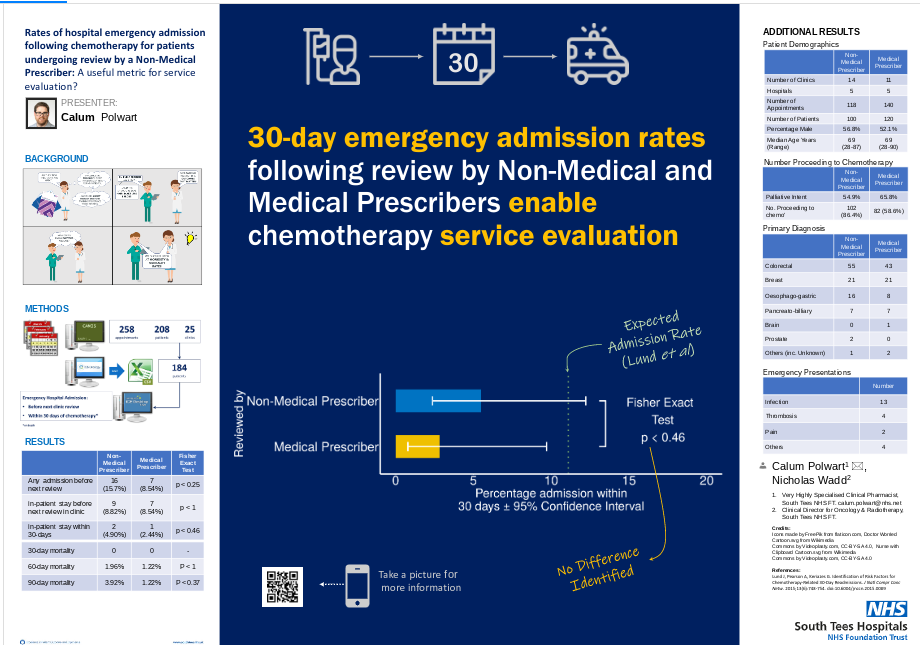 Rates of hospital emergency admission
following chemotherapy for patients
undergoing review by a Non-Medical
Prescriber: A useful metric for service
evaluation?
PRESENTER:
Calum Polwart
BACKGROUND
METHODS
258 208 25
appointments patients clinics
184
patients
CSV
Emergency Hospital Admission:
• Before next clinic review
• Within 30 days of chemotherapy*
RESULTS
Non-Medical Prescriber Medical Prescriber Fisher Exact Test
Any admission before next review 16 (15.7%) 7 (8.54%) p < 0.25
In-patient stay before next review in clinic 9 (8.82%) 7 (8.54%) p < 1
In-patient stay within 30-days 2 (4.90%) 1 (2.44%) p < 0.46
30-day mortality 0 0 -
60-day mortality 1.96% 1.22% P < 1
90-day mortality 3.92% 1.22% P < 0.37
30
30-day emergency admission rates
following review by Non-Medical and
Medical Prescribers enable
chemotherapy service evaluation
Expected
Admission Rate
(Lund et al)
Reviewed by
Non-Medical Prescriber
Medical Prescriber
Fisher Exact
Test
p < 0.46
0 5 10 15 20
Percentage admission within
30 days ± 95% Confidence Interval
No Difference
Identified
Take a picture for
more information
ADDITIONAL RESULTS
Patient Demographics
Non-Medical Prescriber Medical Prescriber
Number of Clinics 14 11
Hospitals 5 5
Number of Appointments 118 140
Number of Patients 100 120
Percentage Male 56.8% 52.1%
Median Age Years (Range) 69 (28-87) 69 (28-90)
Number Proceeding to Chemotherapy
Non-Medical Prescriber Medical Prescriber
Palliative Intent 54.9% 65.8%
No. Proceeding to chemo' 102 (86.4%) 82 (58.6%)
Primary Diagnosis
Non-Medical Prescriber Medical Prescriber
Colorectal 55 43
Breast 21 21
Oesophago-gastric 16 8
Pancreato-biliary 7 7
Brain 0 1
Prostate 2 0
Others (inc. Unknown) 1 2
Emergency Presentations
Number
Infection 13
Thrombosis 4
Pain 2
Others 4
Calum Polwart¹ ✉,
Nicholas Wadd²
1. Very Highly Specialised Clinical Pharmacist,
South Tees NHS FT. calum.polwart@nhs.net
2. Clinical Director for Oncology & Radiotherapy,
South Tees NHS FT.
Credits:
Icons made by FreePik from flaticon.com, Doctor Wanted
Cartoon.svg from Wikimedia
Commons by Videoplasty.com, CC-BY-SA 4.0, Nurse with
Clipboard Cartoon.svg from Wikimedia
Commons by Videoplasty.com, CC-BY-SA 4.0
References:
NHS
South Tees Hospitals
NHS Foundation Trust